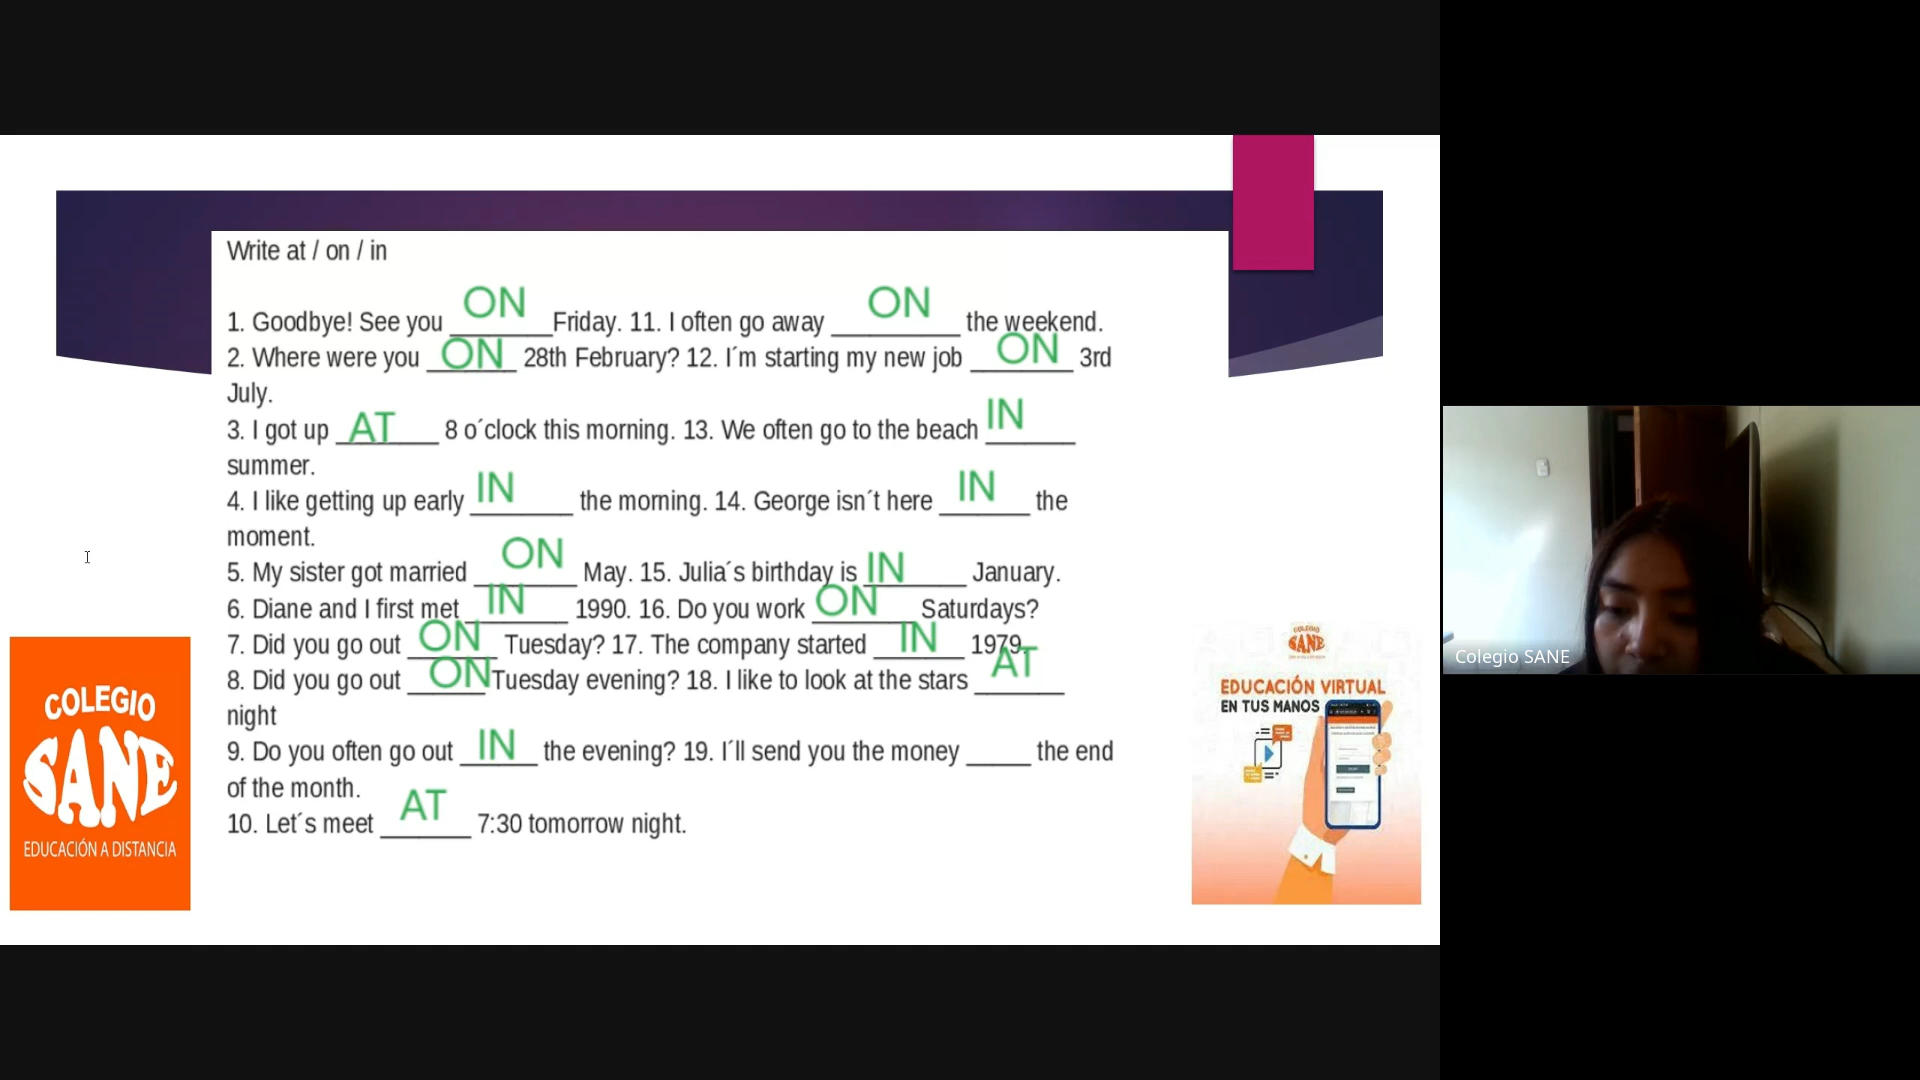 Write at / on / in
1. Goodbye! See you ON Friday. 11. I often go away ON the weekend.
2. Where were you ON 28th February? 12. I´m starting my new job ON 3rd
July.
3. I got up AT 8 o´clock this morning. 13. We often go to the beach IN
summer.
4. I like getting up early IN the morning. 14. George isn´t here IN the
moment.
5. My sister got married ON May. 15. Julia´s birthday is IN January.
6. Diane and I first met IN 1990. 16. Do you work ON Saturdays?
7. Did you go out ON Tuesday? 17. The company started IN 1979.
8. Did you go out ON Tuesday evening? 18. I like to look at the stars AT
night
9. Do you often go out IN the evening? 19. I´ll send you the money _____ the end
of the month.
10. Let´s meet AT 7:30 tomorrow night.
COLEGIO
SANE
EDUCACIÓN A DISTANCIA
COLEGIO
SANE
EDUCACIÓN VIRTUAL
EN TUS MANOS
Colegio SANE